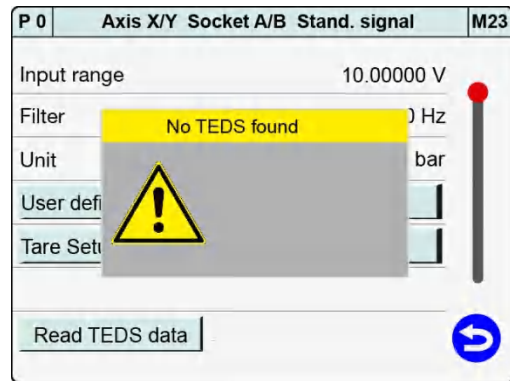 P 0 Axis X/Y Socket A/B Stand. signal M23
Input range 10.00000 V
Filter Hz
No TEDS found
Unit bar
User defi
Tare Setu
Read TEDS data